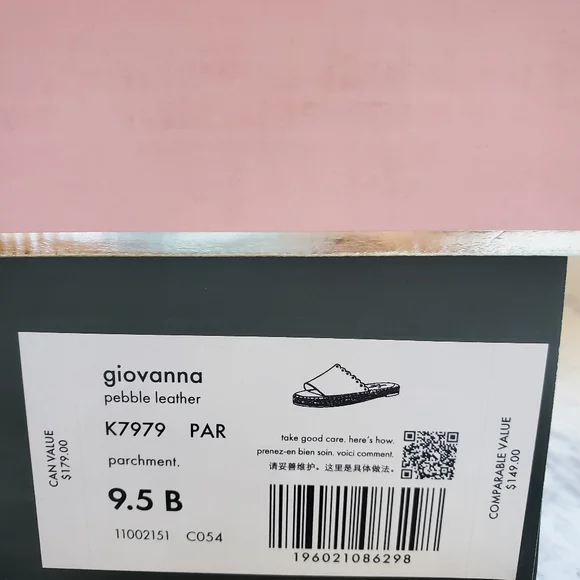 giovanna
pebble leather
K7979 PAR
parchment.
9.5 B
11002151 C054
CAN VALUE
$179.00
take good care. here's how.
prenez-en bien soin. voici comment.
请妥善维护。这里是具体做法。
196021086298
COMPARABLE VALUE
$149.00